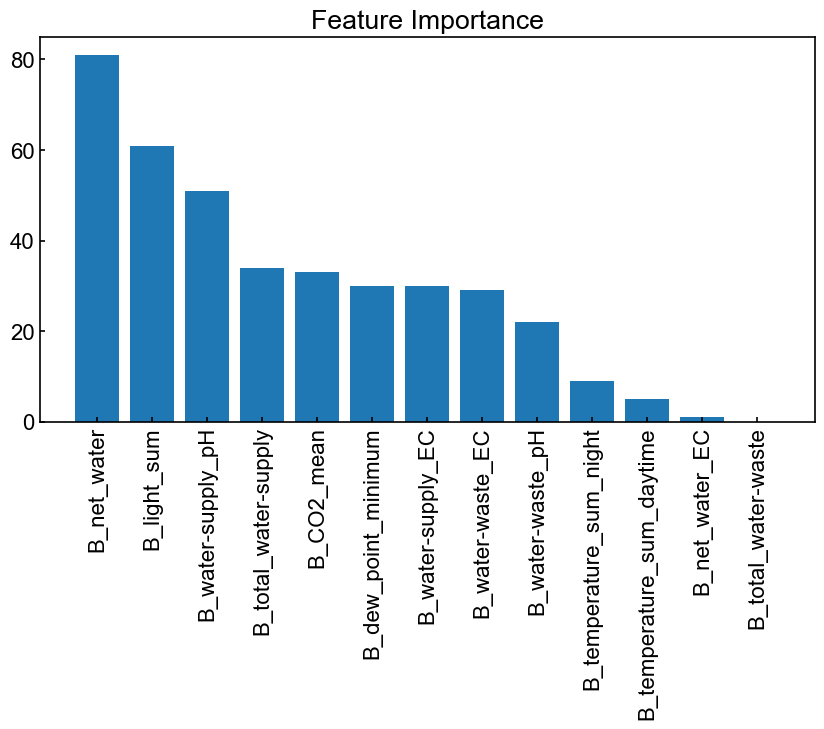 Feature Importance
80
60
40
20
0
B_net_water
B_light_sum
B_water-supply_pH
B_total_water-supply
B_CO2_mean
B_dew_point_minimum
B_water-supply_EC
B_water-waste_EC
B_water-waste_pH
B_temperature_sum_night
B_temperature_sum_daytime
B_net_water_EC
B_total_water-waste